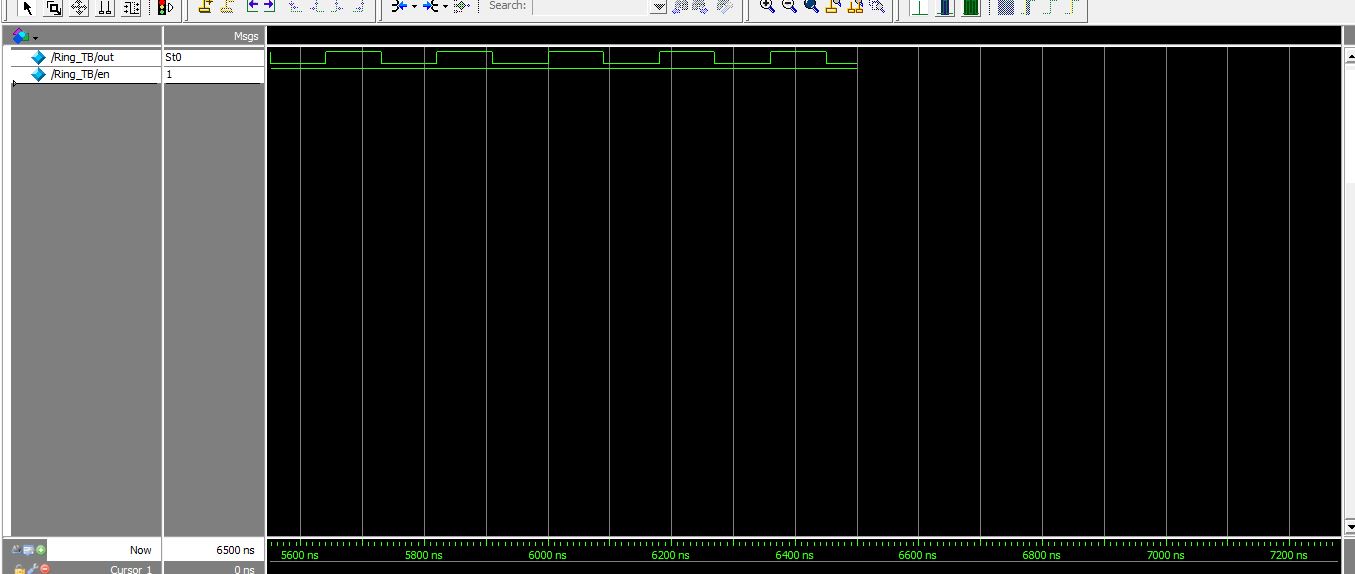 Search:
Msgs
/Ring_TB/out St0
/Ring_TB/en 1
Now 6500 ns
5600 ns 5800 ns 6000 ns 6200 ns 6400 ns 6600 ns 6800 ns 7000 ns 7200 ns
Cursor 1 0 ns